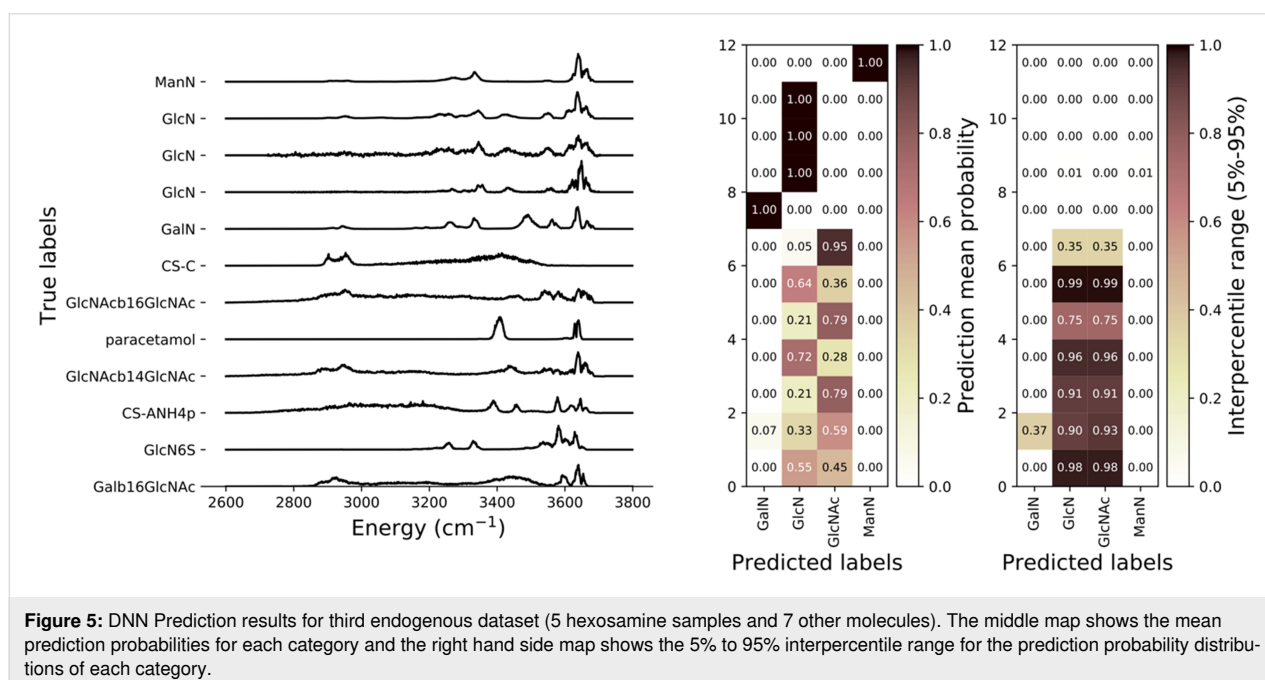 True labels
ManN
GlcN
GlcN
GlcN
GalN
CS-C
GlcNAcb16GlcNAc
paracetamol
GlcNAcb14GlcNAc
CS-ANH4p
GlcN6S
Galb16GlcNAc
2600 2800 3000 3200 3400 3600 3800
Energy (cm⁻¹)
12
10
8
6
4
2
0
0.00 0.00 0.00 1.00
0.00 1.00 0.00 0.00
0.00 1.00 0.00 0.00
0.00 1.00 0.00 0.00
1.00 0.00 0.00 0.00
0.00 0.05 0.95 0.00
0.00 0.64 0.36 0.00
0.00 0.21 0.79 0.00
0.00 0.72 0.28 0.00
0.00 0.21 0.79 0.00
0.07 0.33 0.59 0.00
0.00 0.55 0.45 0.00
GalN GlcN GlcNAc ManN
Predicted labels
1.0
0.8
0.6
0.4
0.2
0.0
Prediction mean probability
12
10
8
6
4
2
0
0.00 0.00 0.00 0.00
0.00 0.00 0.00 0.00
0.00 0.00 0.00 0.00
0.00 0.01 0.00 0.01
0.00 0.00 0.00 0.00
0.00 0.35 0.35 0.00
0.00 0.99 0.99 0.00
0.00 0.75 0.75 0.00
0.00 0.96 0.96 0.00
0.00 0.91 0.91 0.00
0.37 0.90 0.93 0.00
0.00 0.98 0.98 0.00
GalN GlcN GlcNAc ManN
Predicted labels
1.0
0.8
0.6
0.4
0.2
0.0
Interpercentile range (5%-95%)
Figure 5: DNN Prediction results for third endogenous dataset (5 hexosamine samples and 7 other molecules). The middle map shows the mean
prediction probabilities for each category and the right hand side map shows the 5% to 95% interpercentile range for the prediction probability distribu-
tions of each category.